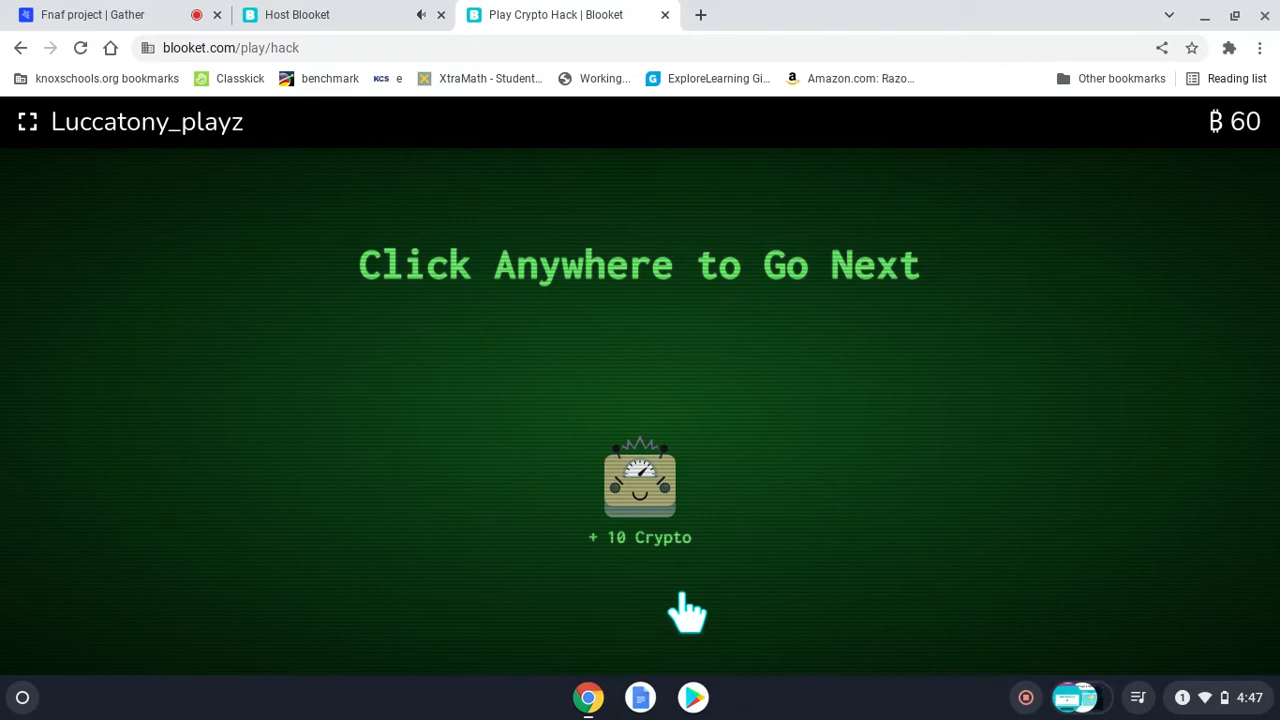 Fnaf project | Gather
Host Blooket
Play Crypto Hack | Blooket
blooket.com/play/hack
knoxschools.org bookmarks
Classkick
benchmark
KCS e
XtraMath - Student...
Working...
ExploreLearning Gi...
Amazon.com: Razo...
Other bookmarks
Reading list
Luccatony_playz
฿ 60
Click Anywhere to Go Next
+ 10 Crypto
1
4:47